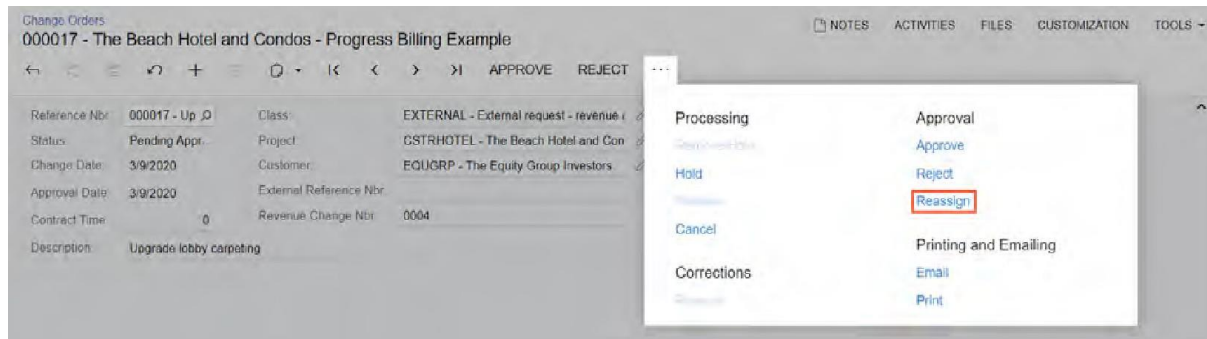 Change Orders
000017 - The Beach Hotel and Condos - Progress Billing Example
NOTES ACTIVITIES FILES CUSTOMIZATION TOOLS
APPROVE REJECT ...
Reference Nbr. 000017 - Up Class: EXTERNAL - External request - revenue
Status: Pending Appr. Project: CSTRHOTEL - The Beach Hotel and Con
Change Date: 3/9/2020 Customer: EQUGRP - The Equity Group Investors
Approval Date: 3/9/2020 External Reference Nbr.
Contract Time: 0 Revenue Change Nbr. 0004
Description: Upgrade lobby carpeting
Processing
Hold
Cancel
Corrections
Approval
Approve
Reject
Reassign
Printing and Emailing
Email
Print